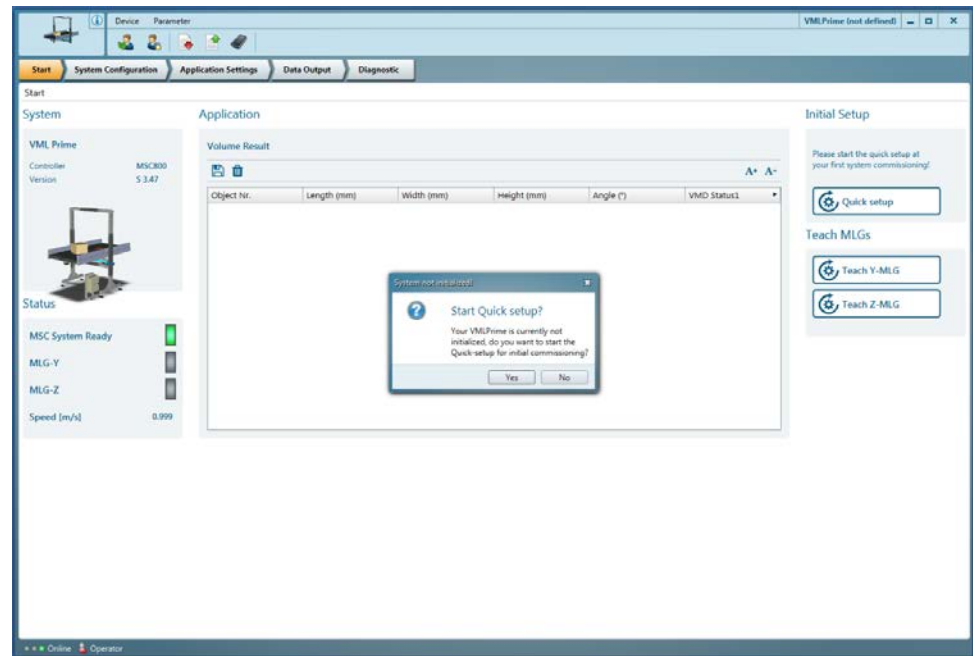 Device Parameter
VMLPrime (not defined)
Start System Configuration Application Settings Data Output Diagnostic
Start
System
VML Prime
Controller MSC800
Version S 3.47
Status
MSC System Ready
MLG-Y
MLG-Z
Speed [m/s] 0.999
Application
Volume Result
A+ A-
Object Nr. Length (mm) Width (mm) Height (mm) Angle (°) VMD Status1
System not initialized!
Start Quick setup?
Your VMLPrime is currently not
initialized, do you want to start the
Quick-setup for initial commissioning?
Yes No
Initial Setup
Please start the quick setup at
your first system commissioning!
Quick setup
Teach MLGs
Teach Y-MLG
Teach Z-MLG
Online Operator